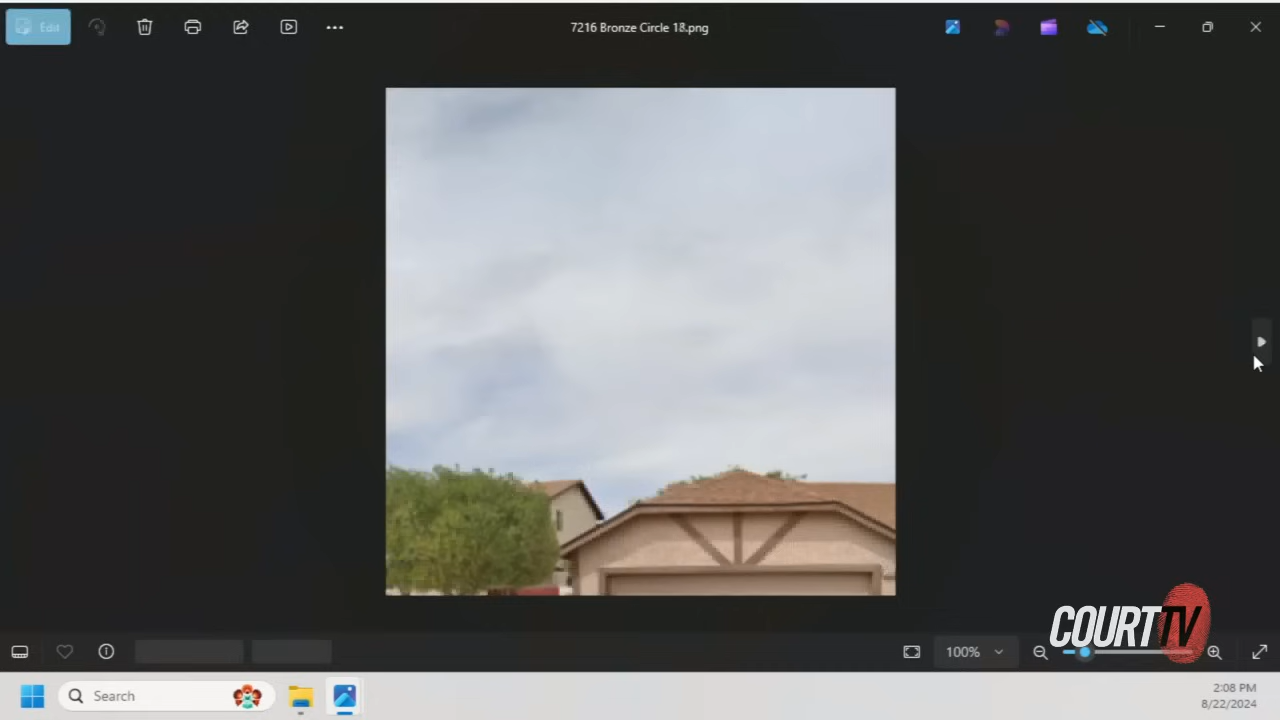 Edit
7216 Bronze Circle 18.png
100%
COURT TV
Search
2:08 PM
8/22/2024